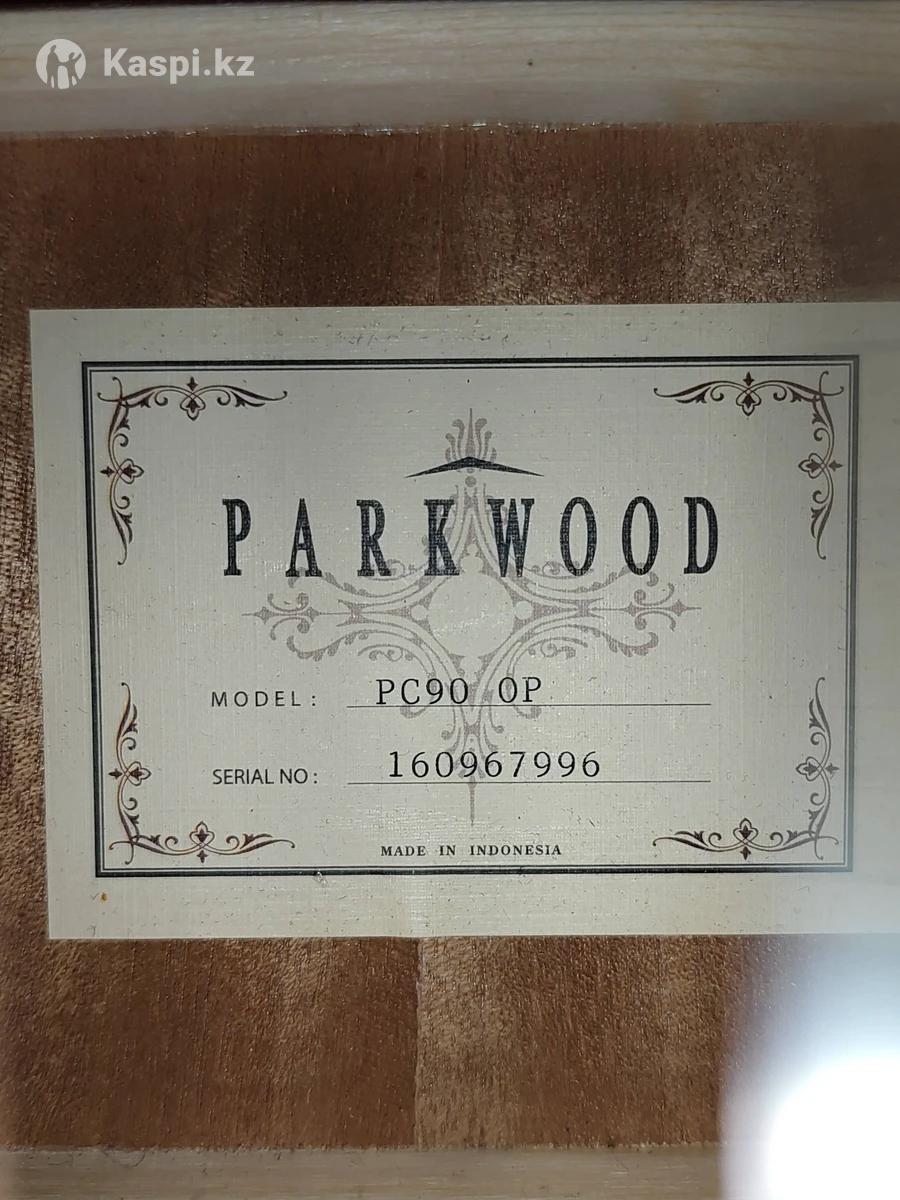 Kaspi.kz
PARKWOOD
MODEL: PC90 OP
SERIAL NO: 160967996
MADE IN INDONESIA